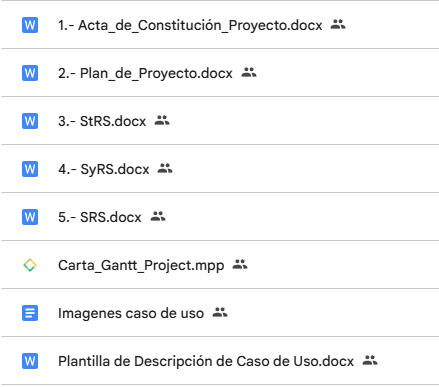 1.- Acta_de_Constitución_Proyecto.docx
2.- Plan_de_Proyecto.docx
3.- StRS.docx
4.- SyRS.docx
5.- SRS.docx
Carta_Gantt_Project.mpp
Imagenes caso de uso
Plantilla de Descripción de Caso de Uso.docx